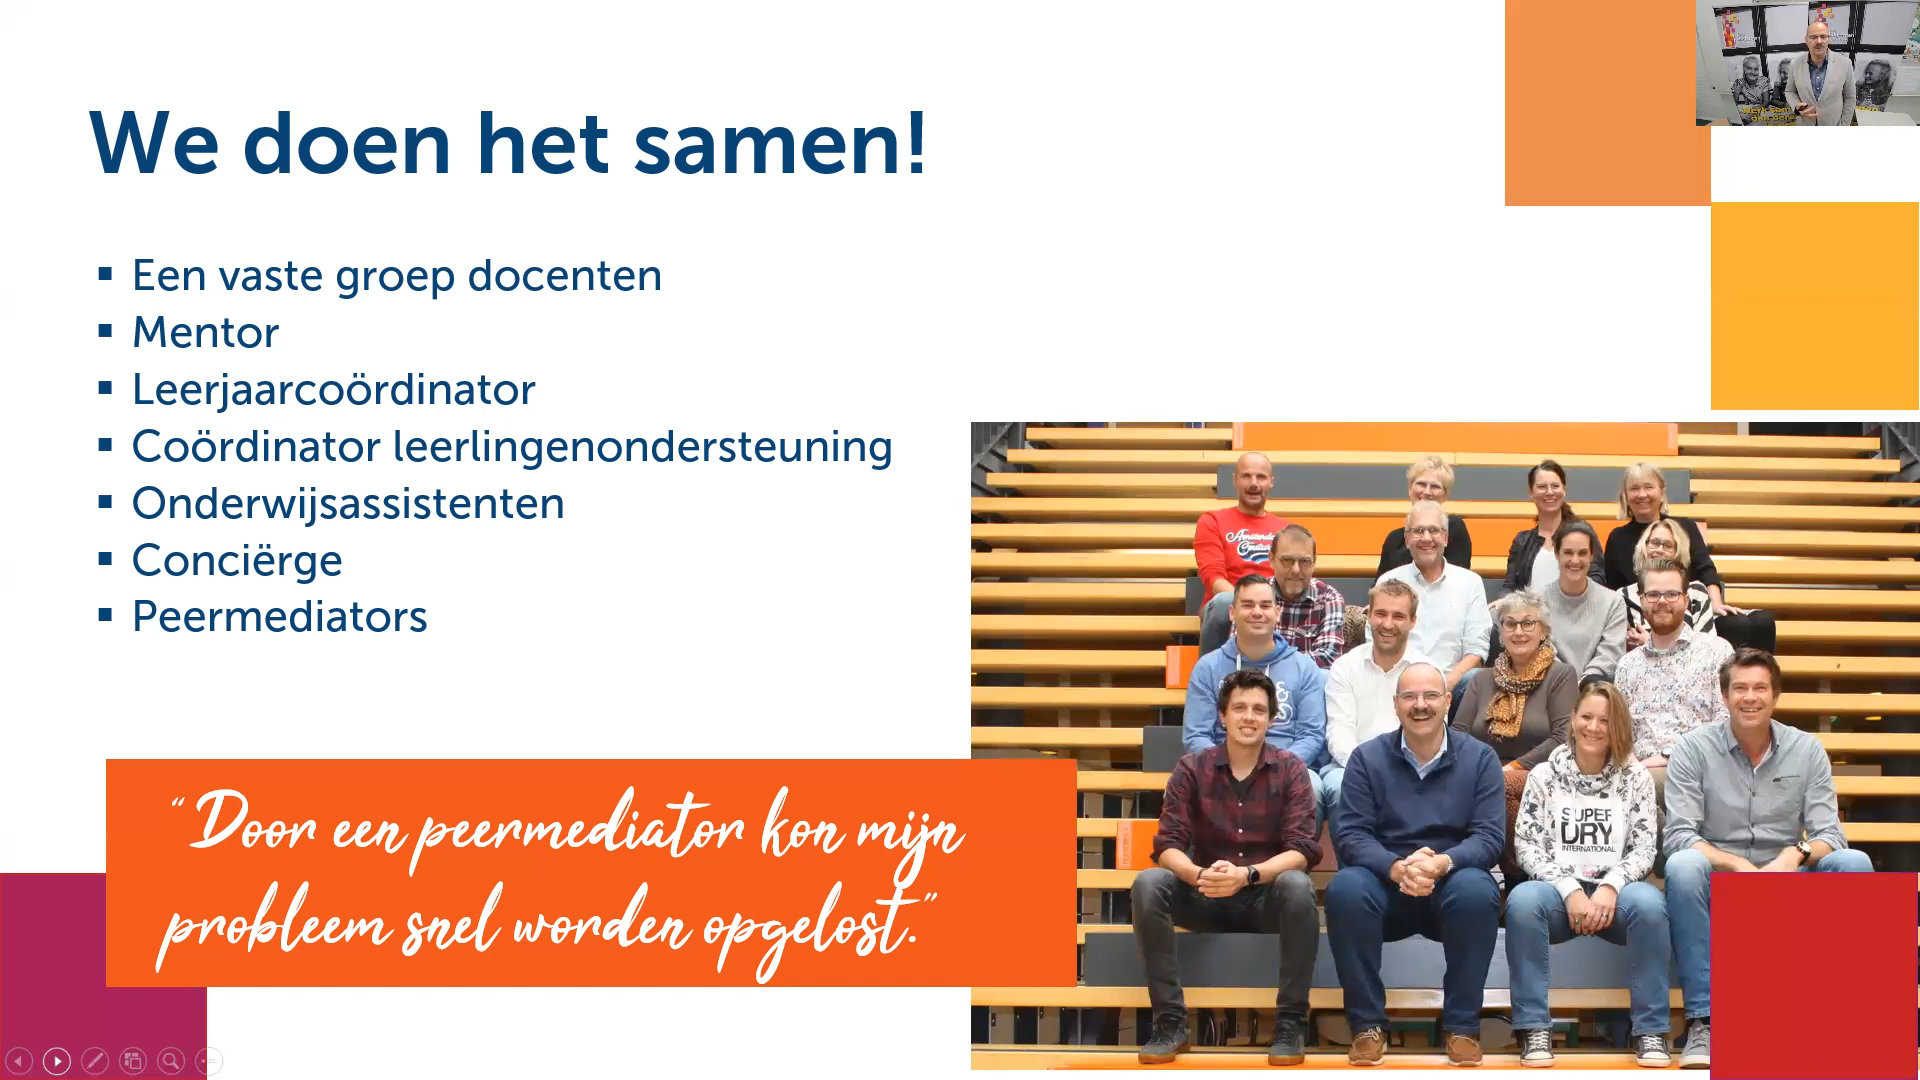 We doen het samen!
Een vaste groep docenten
Mentor
Leerjaarcoördinator
Coördinator leerlingenondersteuning
Onderwijsassistenten
Conciërge
Peermediators
“Door een peermediator kon mijn
probleem snel worden opgelost.”
SUPER
DRY
INTERNATIONAL